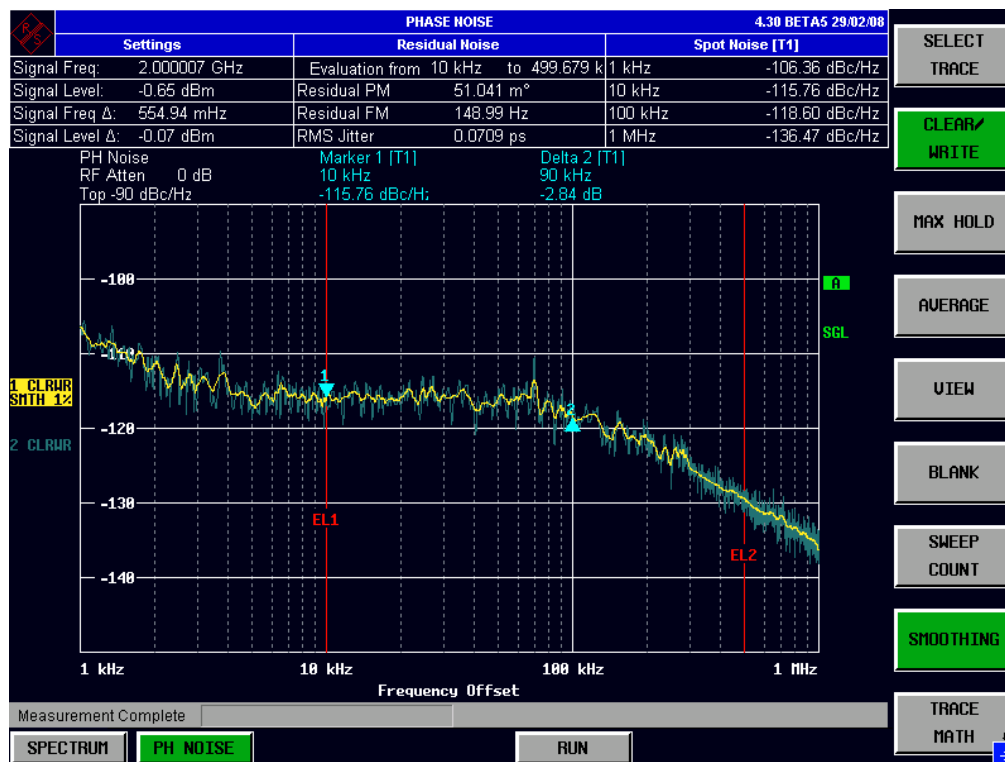 PHASE NOISE 4.30 BETA5 29/02/08
R S
Settings Residual Noise Spot Noise [T1]
Signal Freq: 2.000007 GHz Evaluation from 10 kHz to 499.679 k 1 kHz -106.36 dBc/Hz
Signal Level: -0.65 dBm Residual PM 51.041 m° 10 kHz -115.76 dBc/Hz
Signal Freq Δ: 554.94 mHz Residual FM 148.99 Hz 100 kHz -118.60 dBc/Hz
Signal Level Δ: -0.07 dBm RMS Jitter 0.0709 ps 1 MHz -136.47 dBc/Hz
PH Noise Marker 1 [T1] Delta 2 [T1]
RF Atten 0 dB 10 kHz 90 kHz
Top -90 dBc/Hz -115.76 dBc/Hz -2.84 dB
-100
A
SGL
-110
1 CLRWR
SMTH 1%
1
2
-120
2 CLRWR
-130
EL1
EL2
-140
1 kHz 10 kHz 100 kHz 1 MHz
Frequency Offset
Measurement Complete
SPECTRUM PH NOISE RUN
SELECT
TRACE
CLEAR/
WRITE
MAX HOLD
AVERAGE
VIEW
BLANK
SWEEP
COUNT
SMOOTHING
TRACE
MATH